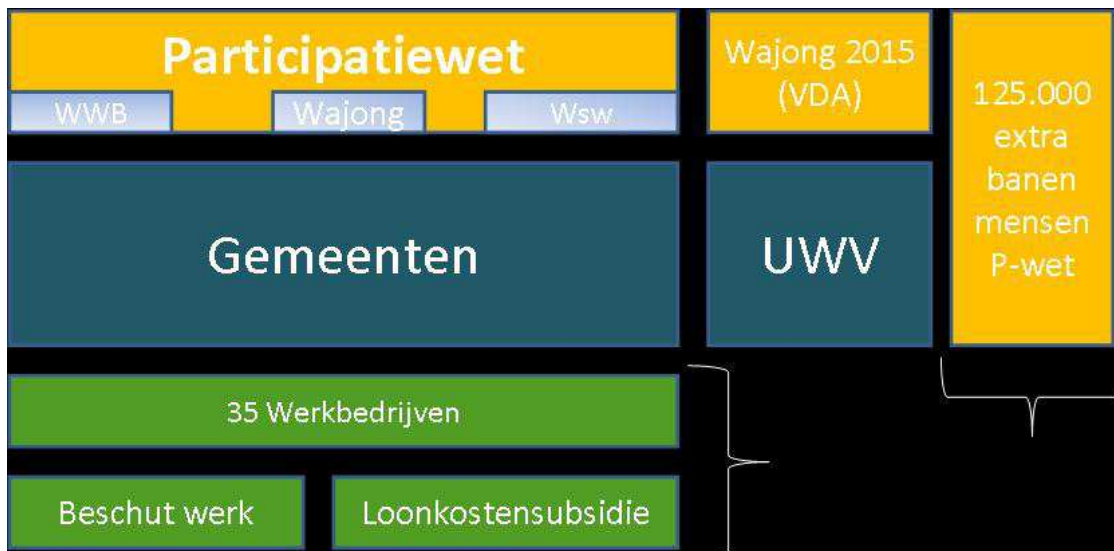 Participatiewet
WWB
Wajong
Wsw
Wajong 2015
(VDA)
125.000
extra
banen
mensen
P-wet
Gemeenten
UWV
35 Werkbedrijven
Beschut werk
Loonkostensubsidie